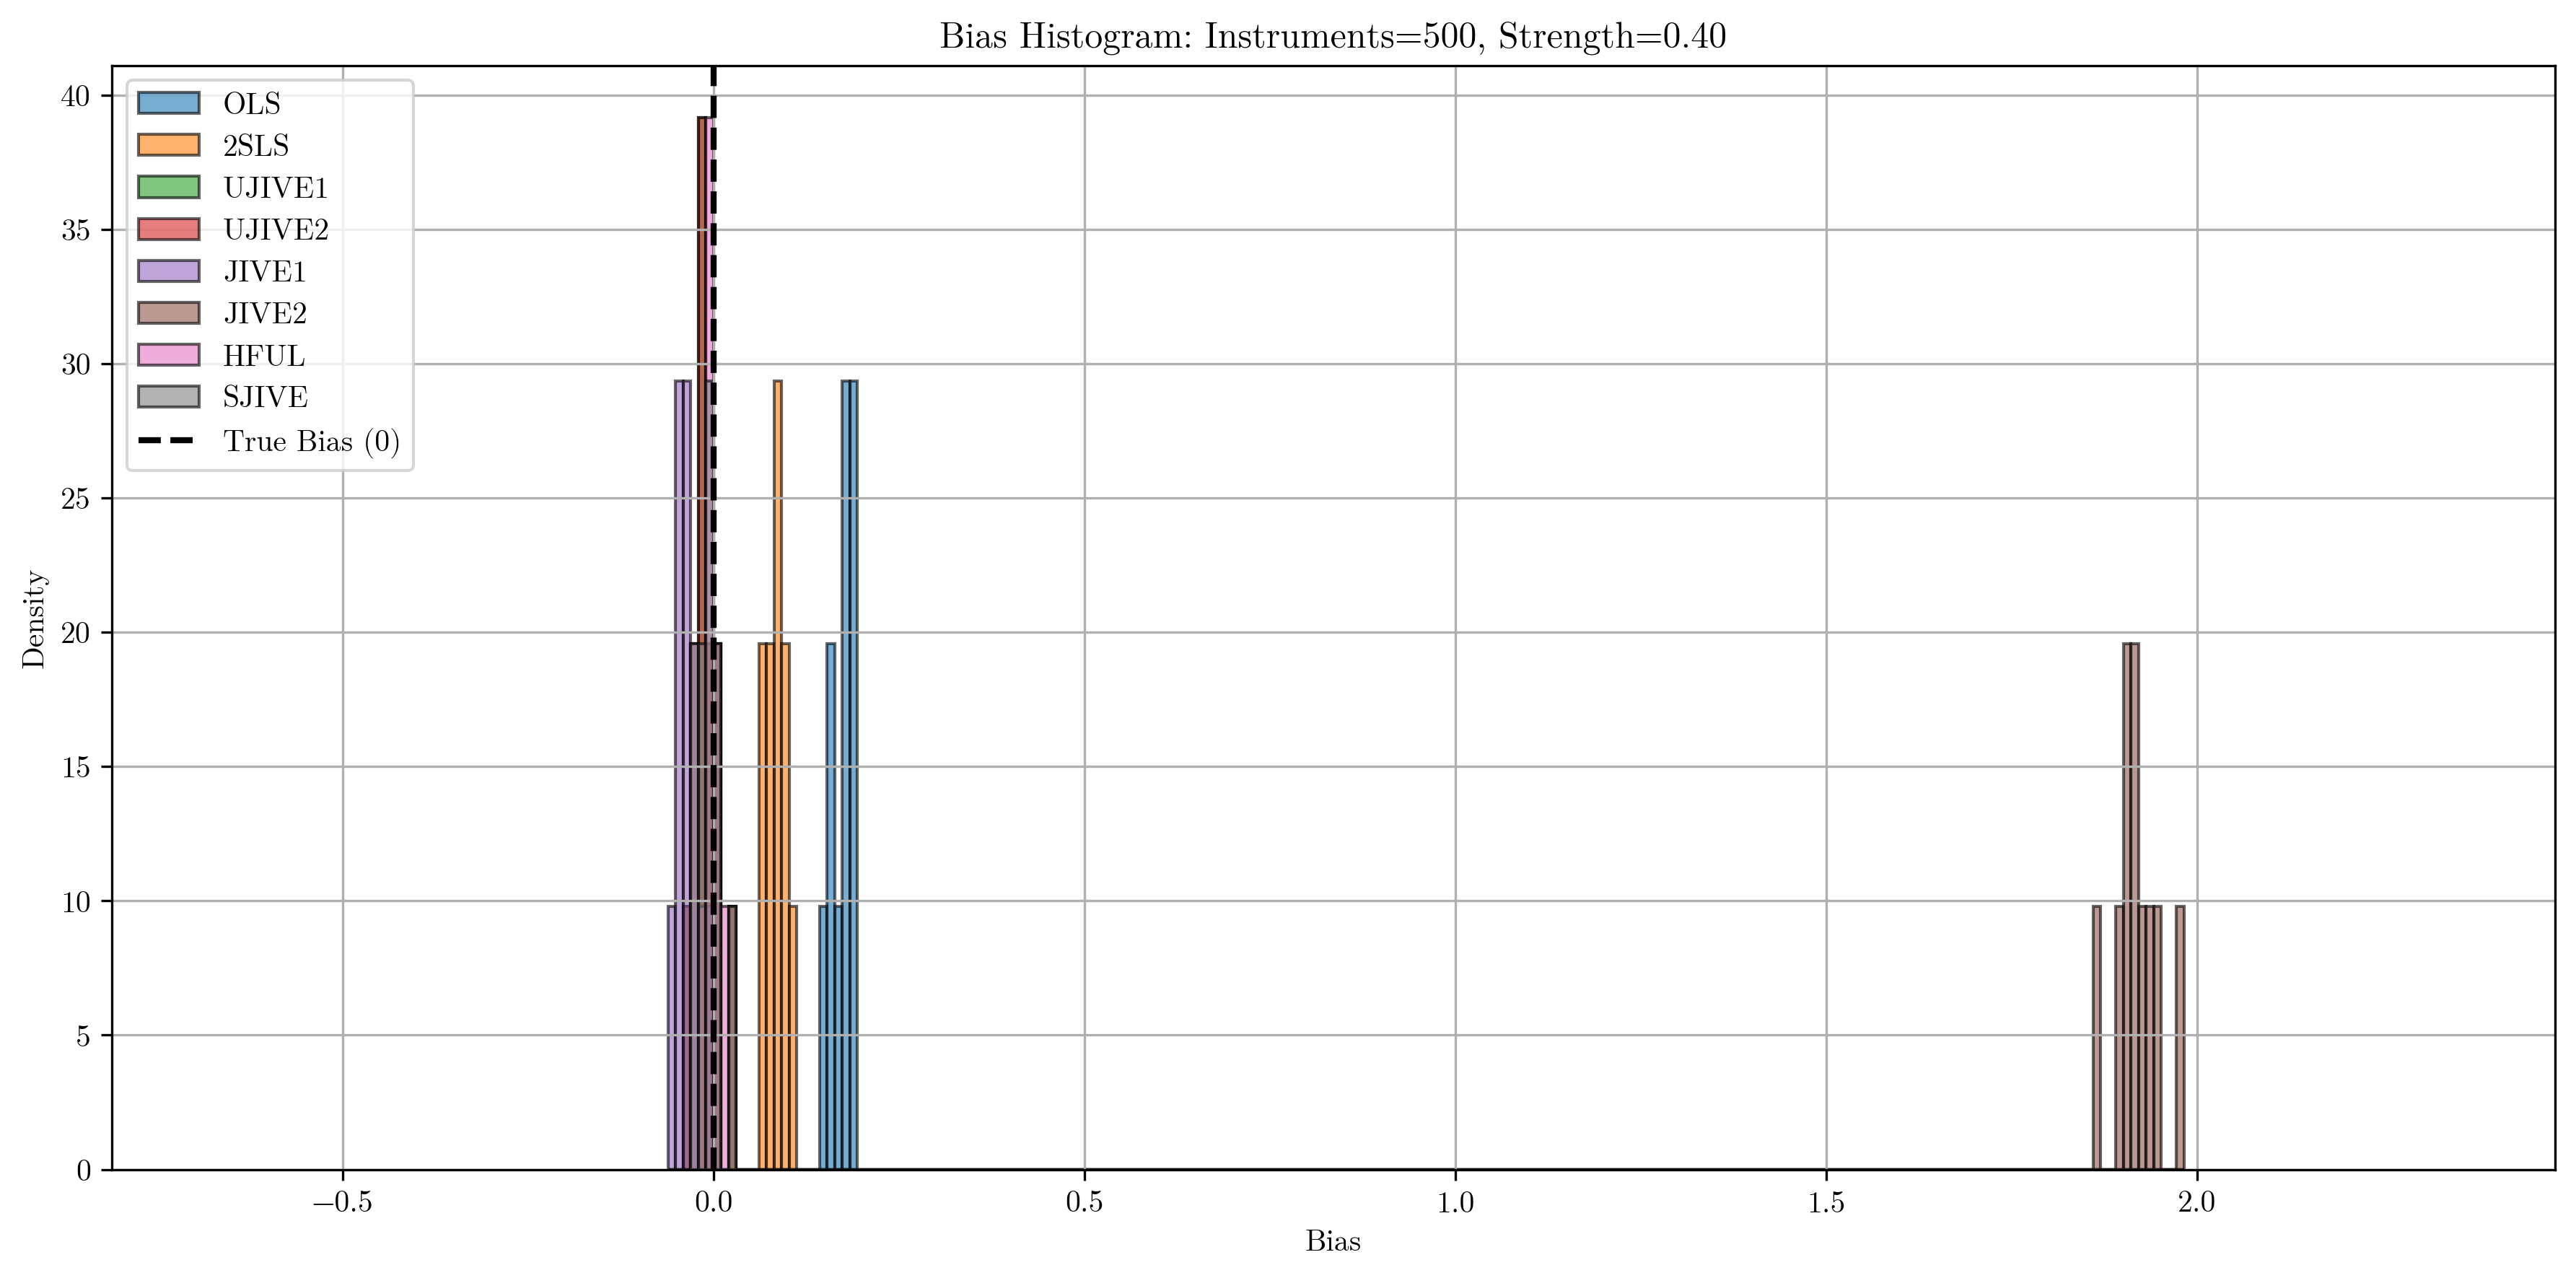 Bias Histogram: Instruments=500, Strength=0.40
40
35
30
25
20
15
10
5
0
Density
OLS
2SLS
UJIVE1
UJIVE2
JIVE1
JIVE2
HFUL
SJIVE
True Bias (0)
−0.5
0.0
0.5
1.0
1.5
2.0
Bias